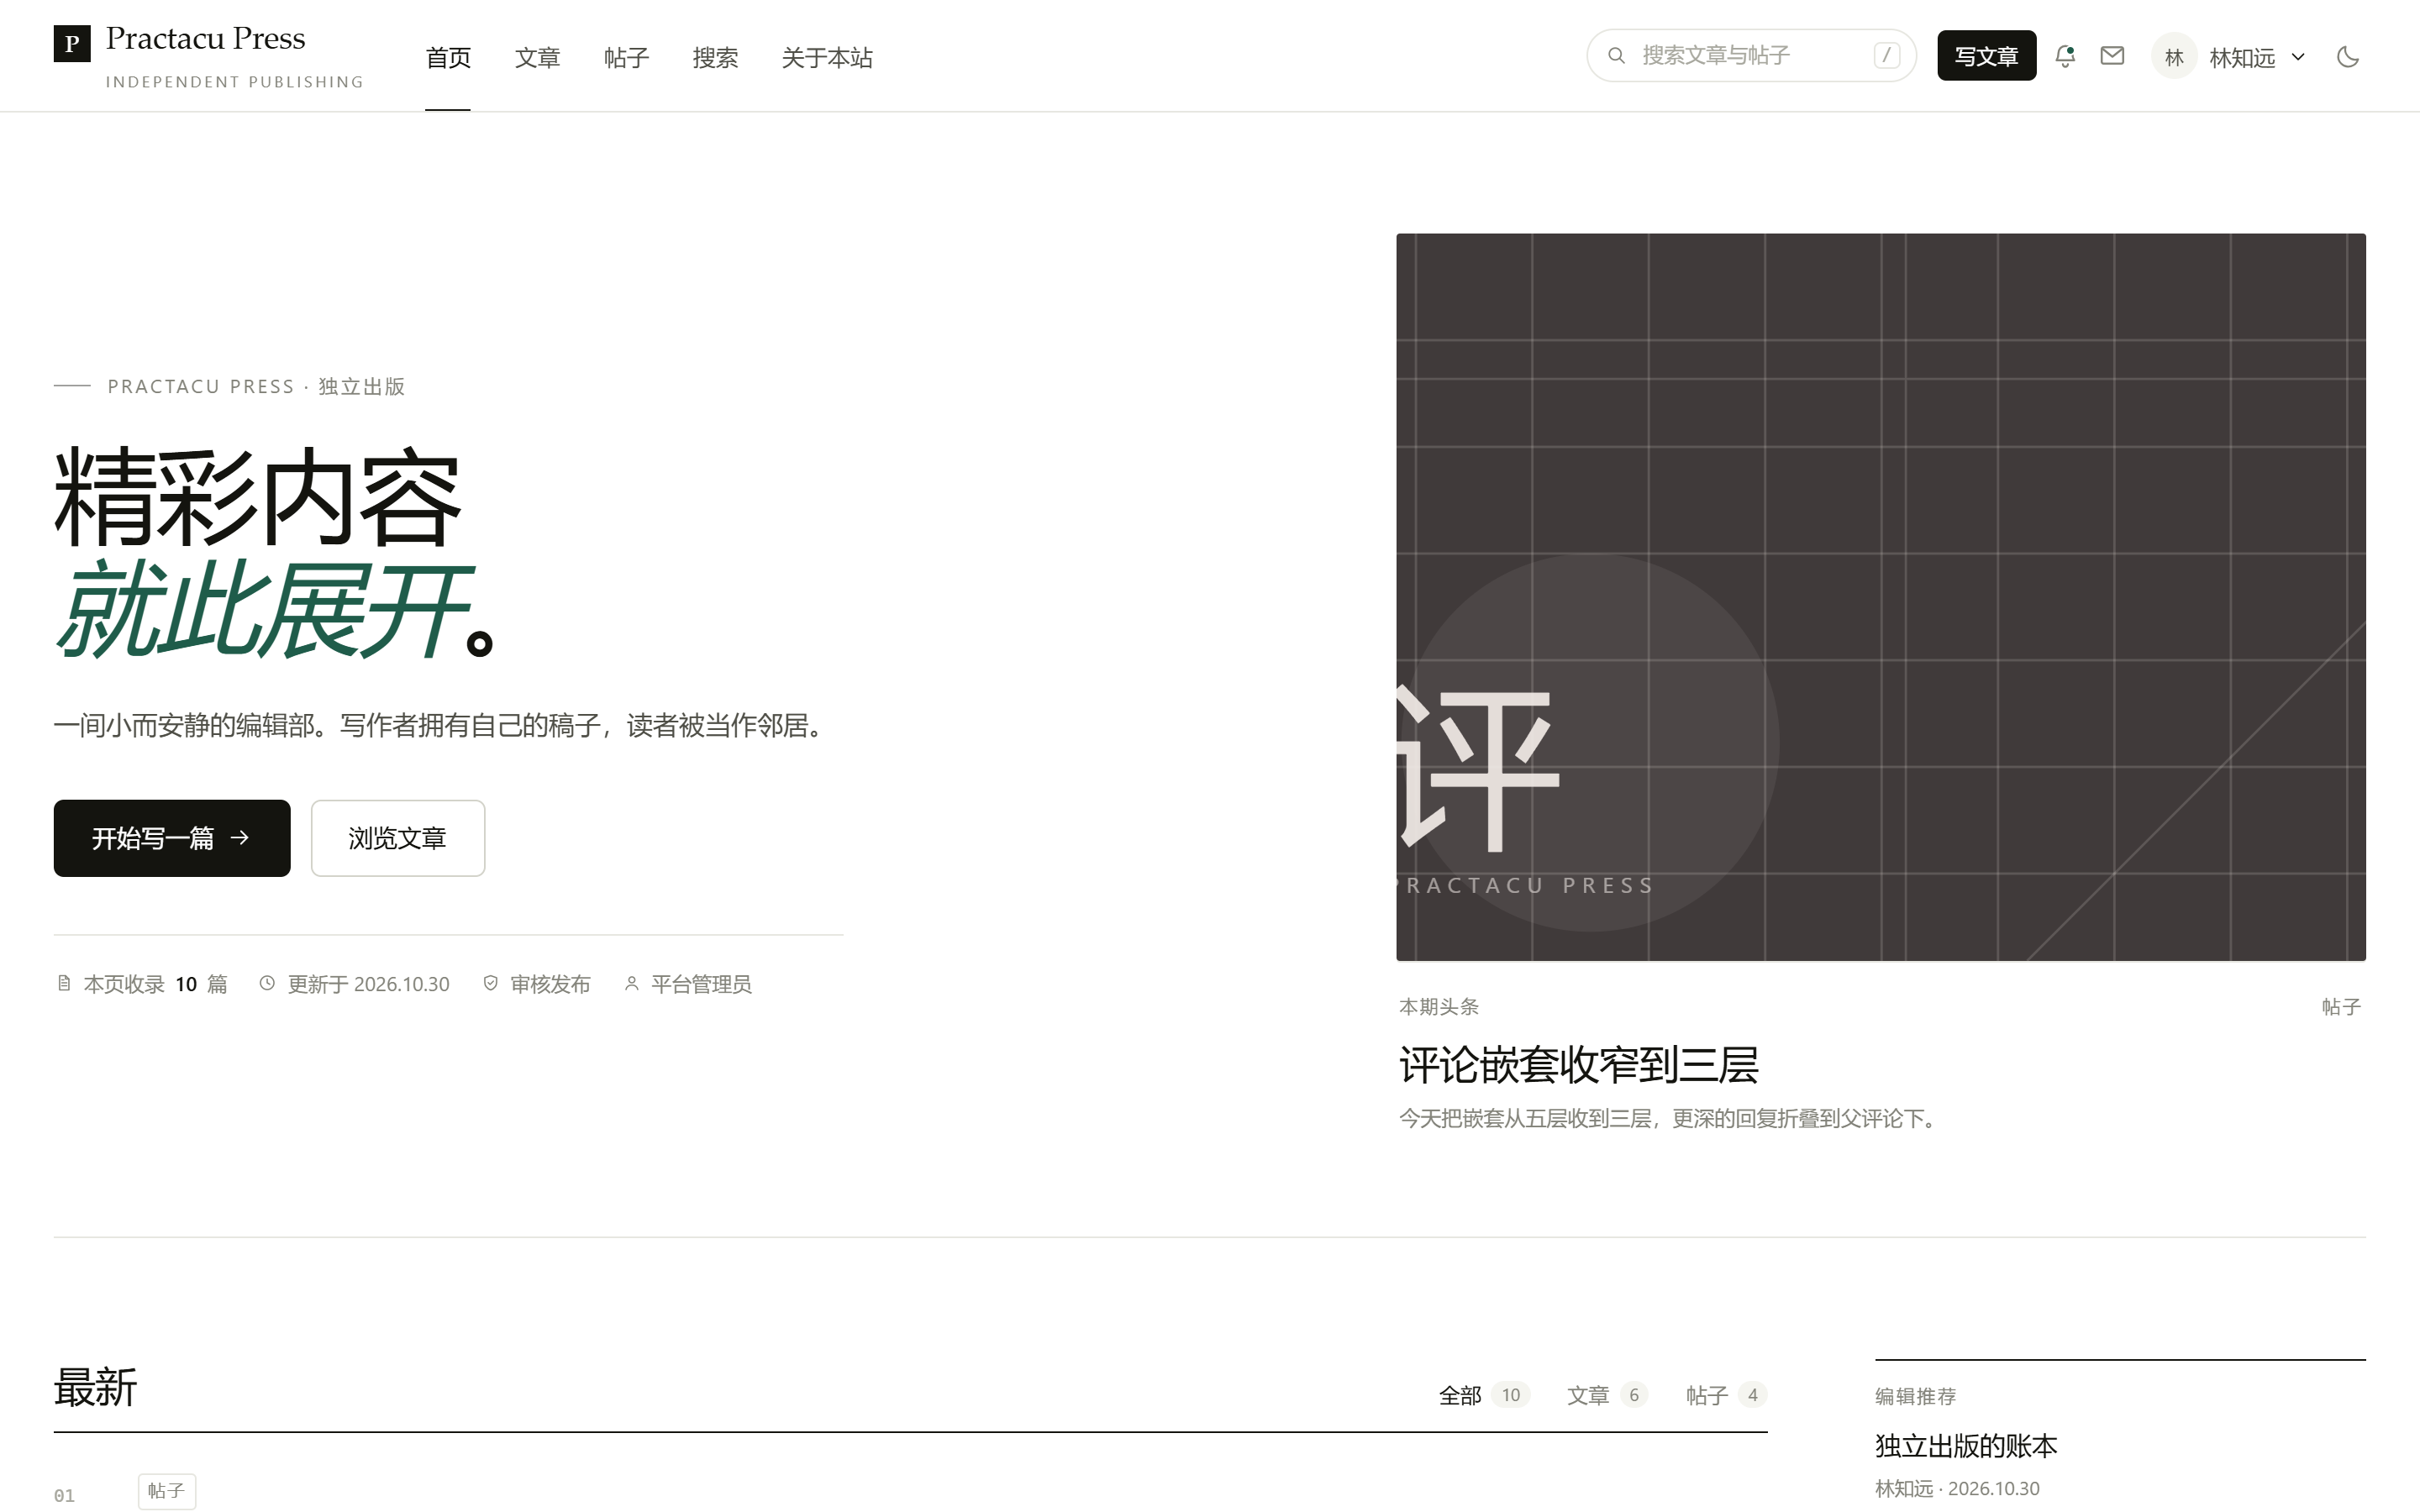 P
Practacu Press
INDEPENDENT PUBLISHING
首页
文章
帖子
搜索
关于本站
搜索文章与帖子
/
写文章
林
林知远
PRACTACU PRESS · 独立出版
精彩内容
就此展开。
一间小而安静的编辑部。写作者拥有自己的稿子，读者被当作邻居。
开始写一篇 →
浏览文章
本页收录 10 篇
更新于 2026.10.30
审核发布
平台管理员
评
PRACTACU PRESS
本期头条
帖子
评论嵌套收窄到三层
今天把嵌套从五层收到三层，更深的回复折叠到父评论下。
最新
全部 10
文章 6
帖子 4
01
帖子
编辑推荐
独立出版的账本
林知远 · 2026.10.30